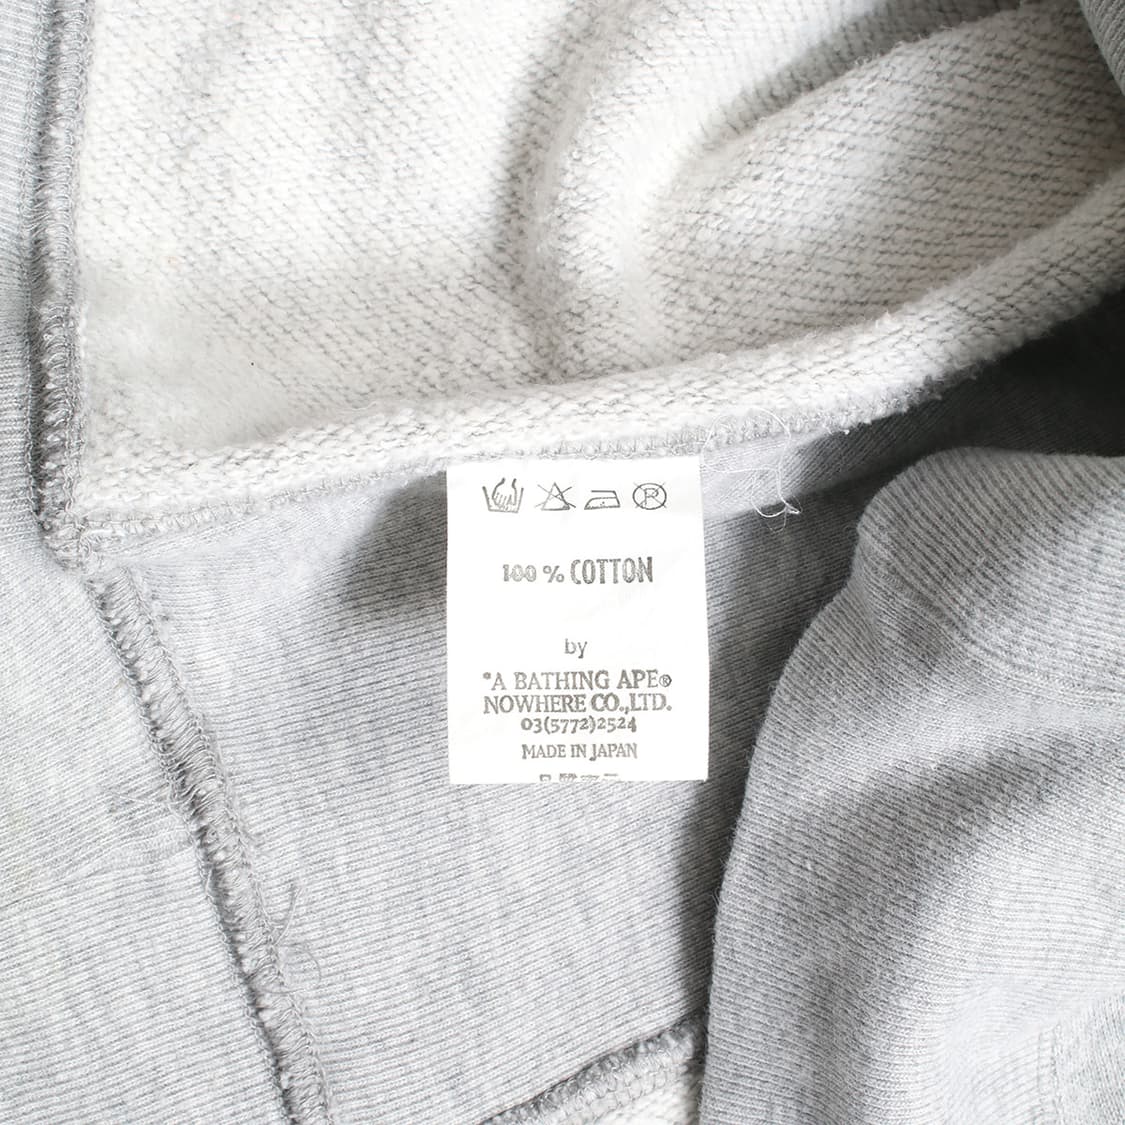 100% COTTON
by
"A BATHING APE®
NOWHERE CO.,LTD.
03(5772)2524
MADE IN JAPAN